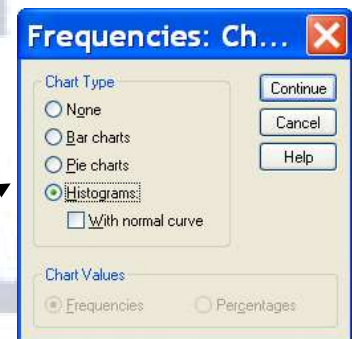 Frequencies: Ch...
Chart Type
None
Bar charts
Pie charts
Histograms:
With normal curve
Continue
Cancel
Help
Chart Values
Frequencies Percentages